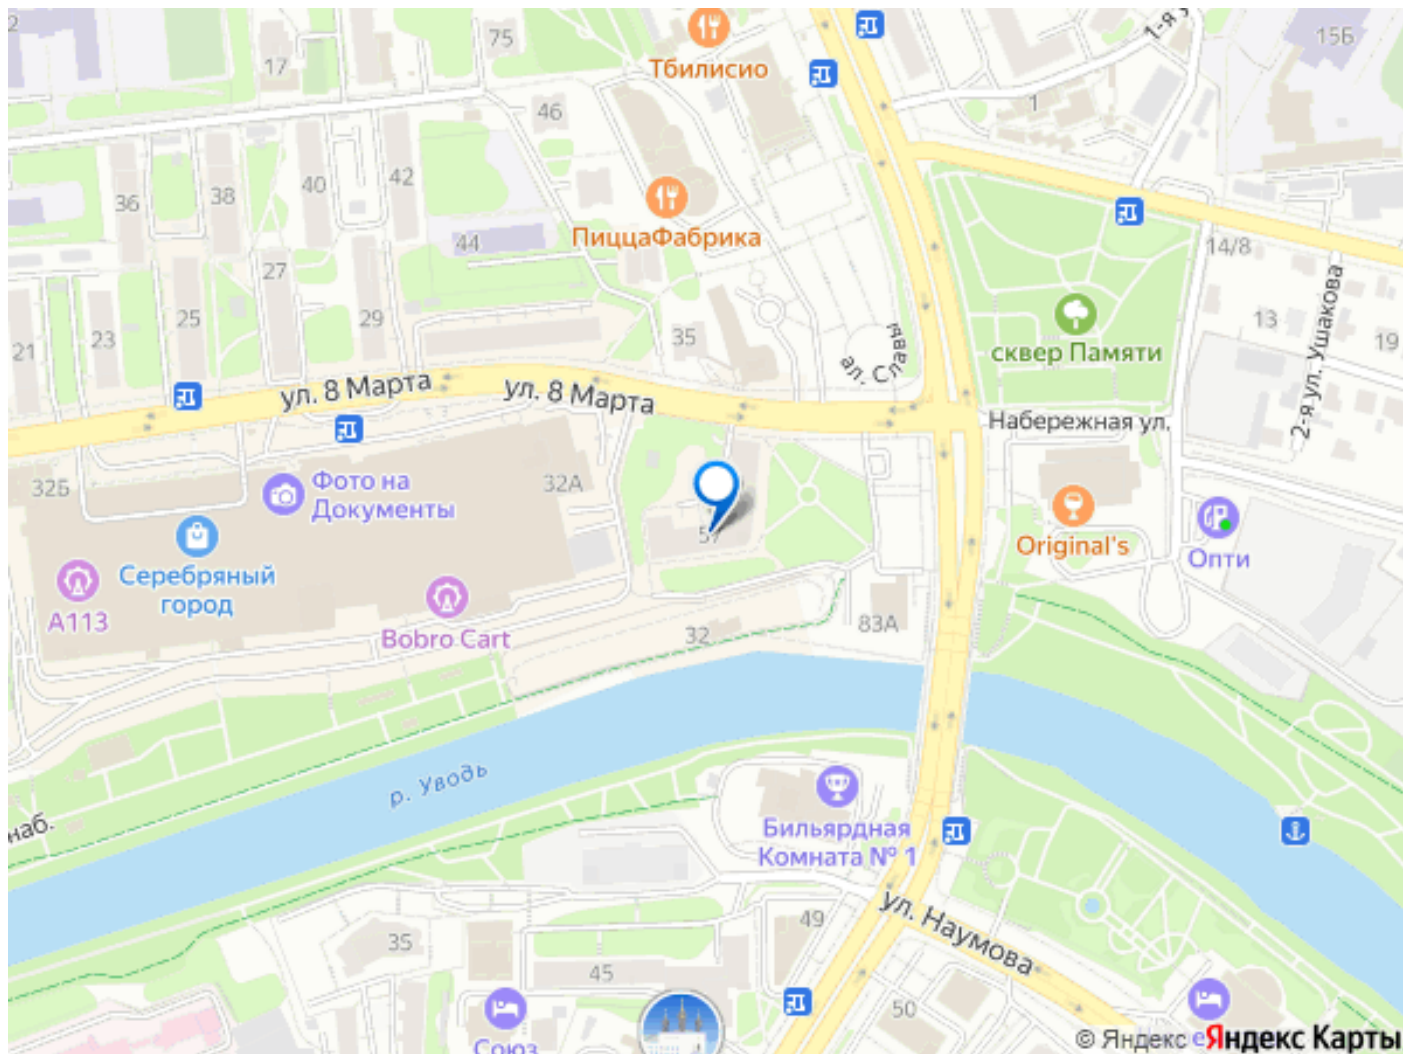 75
15Б
17
Тбилисио
46
1
36
38
40
42
44
ПиццаФабрика
14/8
27
21
23
25
29
35
ал. Славы
13
19
2-я ул. Ушакова
сквер Памяти
ул. 8 Марта
ул. 8 Марта
Набережная ул.
32Б
Фото на
Документы
32А
Серебряный
город
А113
Bobro Cart
32
83А
Original's
Опти
р. Уводь
наб.
Бильярдная
Комната № 1
ул. Наумова
35
49
45
50
Союз
© Яндекс
Яндекс Карты